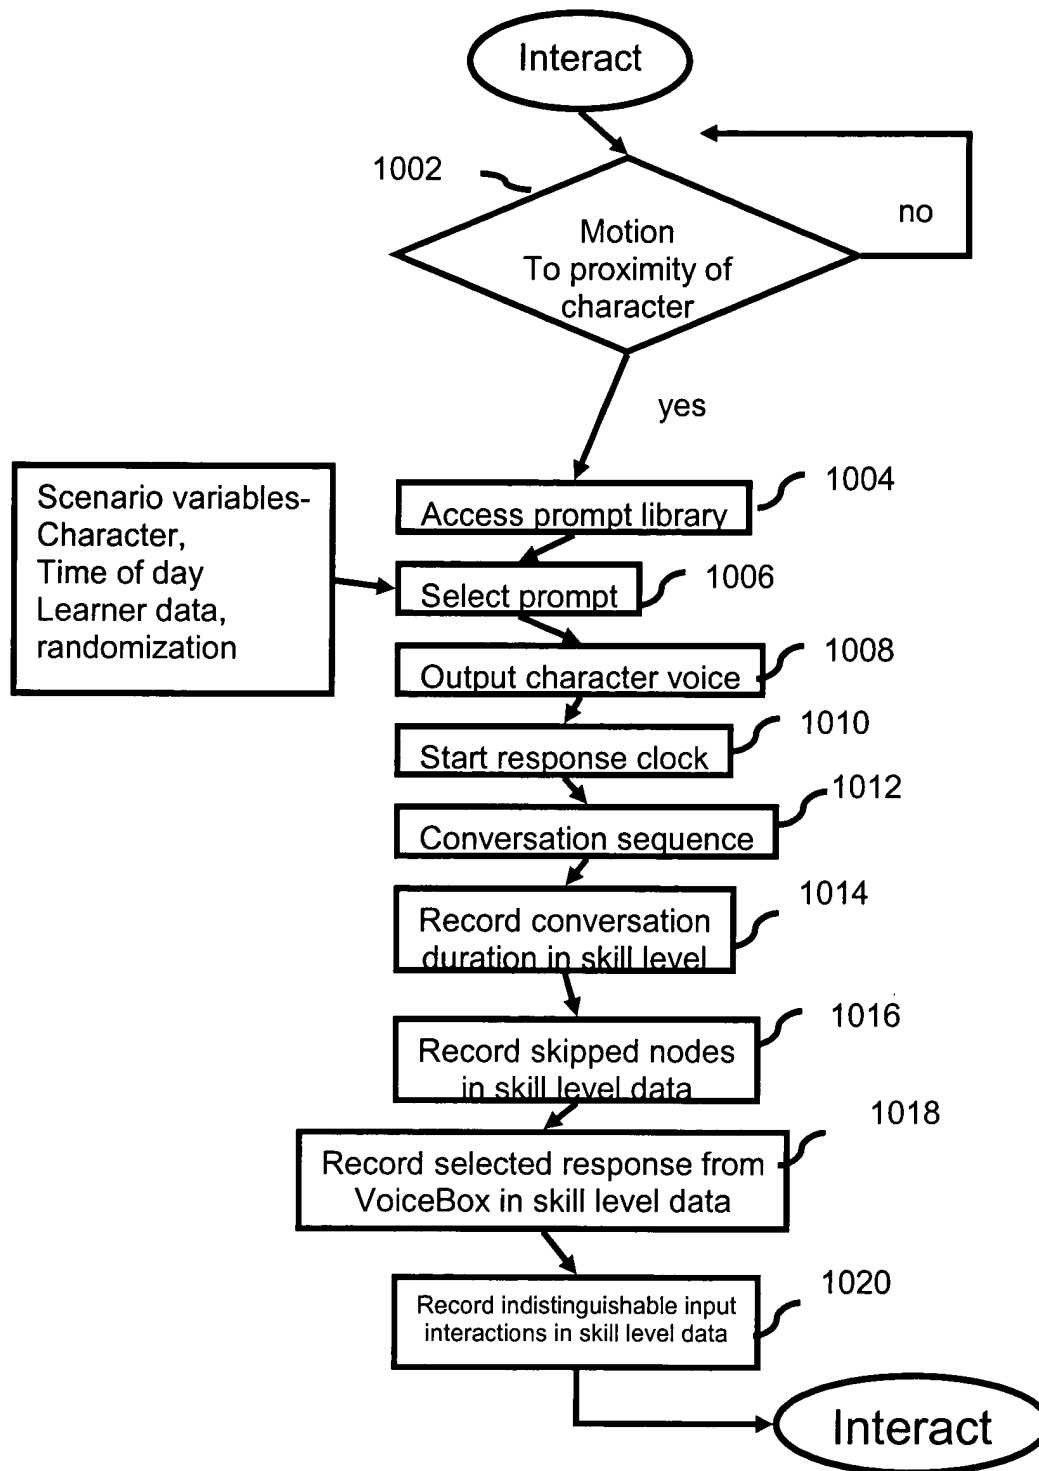 Interact
1002
Motion
To proximity of
character
no
yes
Scenario variables-
Character,
Time of day
Learner data,
randomization
1004
Access prompt library
1006
Select prompt
1008
Output character voice
1010
Start response clock
1012
Conversation sequence
1014
Record conversation
duration in skill level
1016
Record skipped nodes
in skill level data
1018
Record selected response from
VoiceBox in skill level data
1020
Record indistinguishable input
interactions in skill level data
Interact